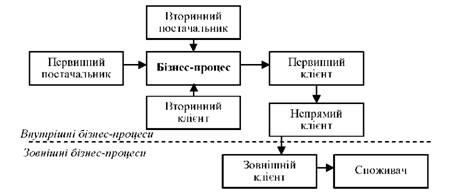 Вторинний
постачальник
Первинний
постачальник
Бізнес-процес
Первинний
клієнт
Вторинний
клієнт
Непрямий
клієнт
Внутрішні бізнес-процеси
Зовнішні бізнес-процеси
Зовнішній
клієнт
Споживач